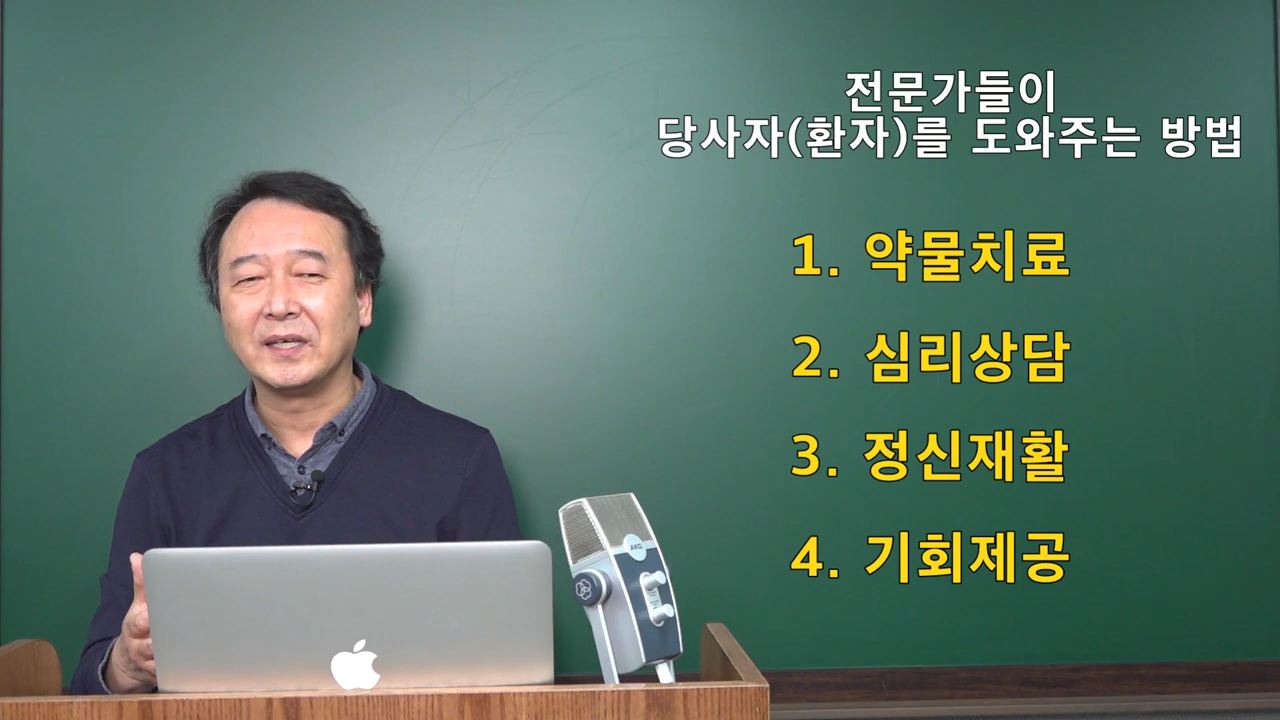 전문가들이
당사자(환자)를 도와주는 방법
1. 약물치료
2. 심리상담
3. 정신재활
4. 기회제공
AKG